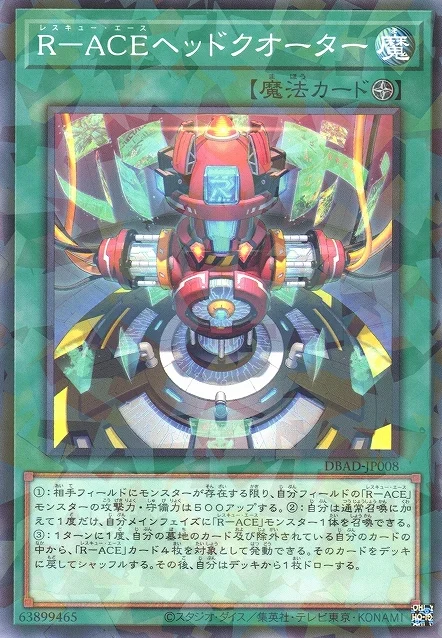 レスキュー エース
R－ACEヘッドクオーター
魔
【魔法カード】
DBAD-JP008
①：相手フィールドにモンスターが存在する限り、自分フィールドの「R－ACE」
モンスターの攻撃力・守備力は５００アップする。②：自分は通常召喚に加
えて１度だけ、自分メインフェイズに「R－ACE」モンスター１体を召喚できる。
③：１ターンに１度、自分の墓地のカード及び除外されている自分のカードの
中から、「R－ACE」カード４枚を対象として発動できる。そのカードをデッキ
に戻してシャッフルする。その後、自分はデッキから１枚ドローする。
63899465
©スタジオ・ダイス／集英社・テレビ東京・KONAMI